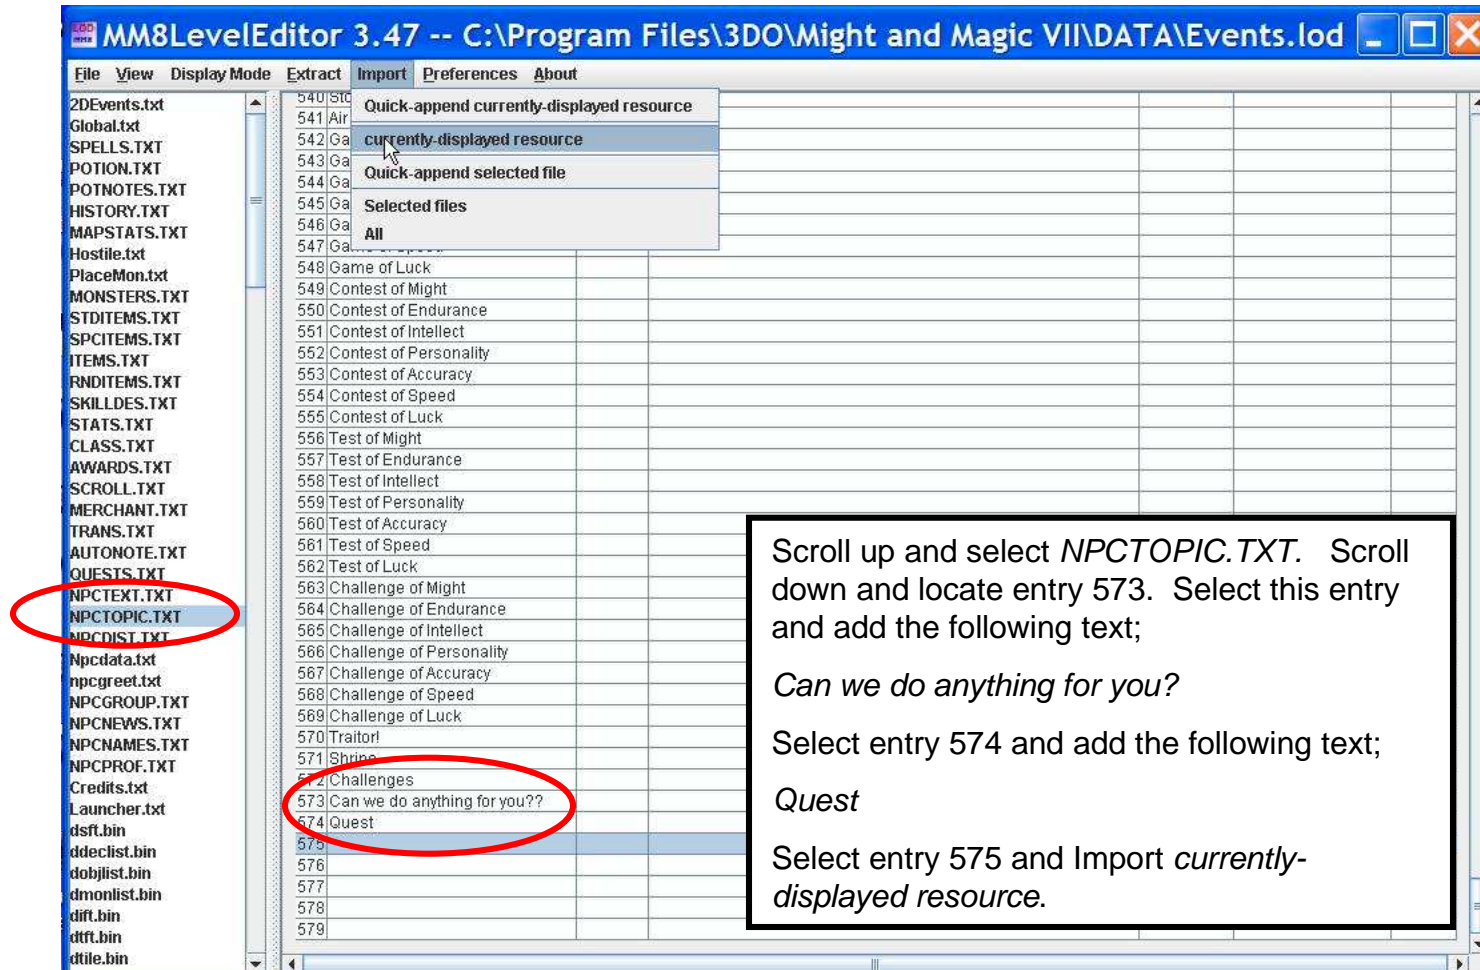 MM8LevelEditor 3.47 -- C:\Program Files\3DO\Might and Magic VII\DATA\Events.lod
File View Display Mode Extract Import Preferences About
Quick-append currently-displayed resource
currently-displayed resource
Quick-append selected file
Selected files
All
2DEvents.txt
Global.txt
SPELLS.TXT
POTION.TXT
POTNOTES.TXT
HISTORY.TXT
MAPSTATS.TXT
Hostile.txt
PlaceMon.txt
MONSTERS.TXT
STDITEMS.TXT
SPCITEMS.TXT
ITEMS.TXT
RNDITEMS.TXT
SKILLDES.TXT
STATS.TXT
CLASS.TXT
AWARDS.TXT
SCROLL.TXT
MERCHANT.TXT
TRANS.TXT
AUTONOTE.TXT
QUESTS.TXT
NPCTEXT.TXT
NPCTOPIC.TXT
NPCDIST.TXT
Npcdata.txt
npcgreet.txt
NPCGROUP.TXT
NPCNEWS.TXT
NPCNAMES.TXT
NPCPROF.TXT
Credits.txt
Launcher.txt
dsft.bin
ddeclist.bin
dobjlist.bin
dmonlist.bin
dift.bin
dtft.bin
dtile.bin
540 Sto
541 Air
542 Ga
543 Ga
544 Ga
545 Ga
546 Ga
547 Game of Speed
548 Game of Luck
549 Contest of Might
550 Contest of Endurance
551 Contest of Intellect
552 Contest of Personality
553 Contest of Accuracy
554 Contest of Speed
555 Contest of Luck
556 Test of Might
557 Test of Endurance
558 Test of Intellect
559 Test of Personality
560 Test of Accuracy
561 Test of Speed
562 Test of Luck
563 Challenge of Might
564 Challenge of Endurance
565 Challenge of Intellect
566 Challenge of Personality
567 Challenge of Accuracy
568 Challenge of Speed
569 Challenge of Luck
570 Traitor!
571 Shrine
572 Challenges
573 Can we do anything for you??
574 Quest
575
576
577
578
579
Scroll up and select NPCTOPIC.TXT. Scroll
down and locate entry 573. Select this entry
and add the following text;
Can we do anything for you?
Select entry 574 and add the following text;
Quest
Select entry 575 and Import currently-
displayed resource.